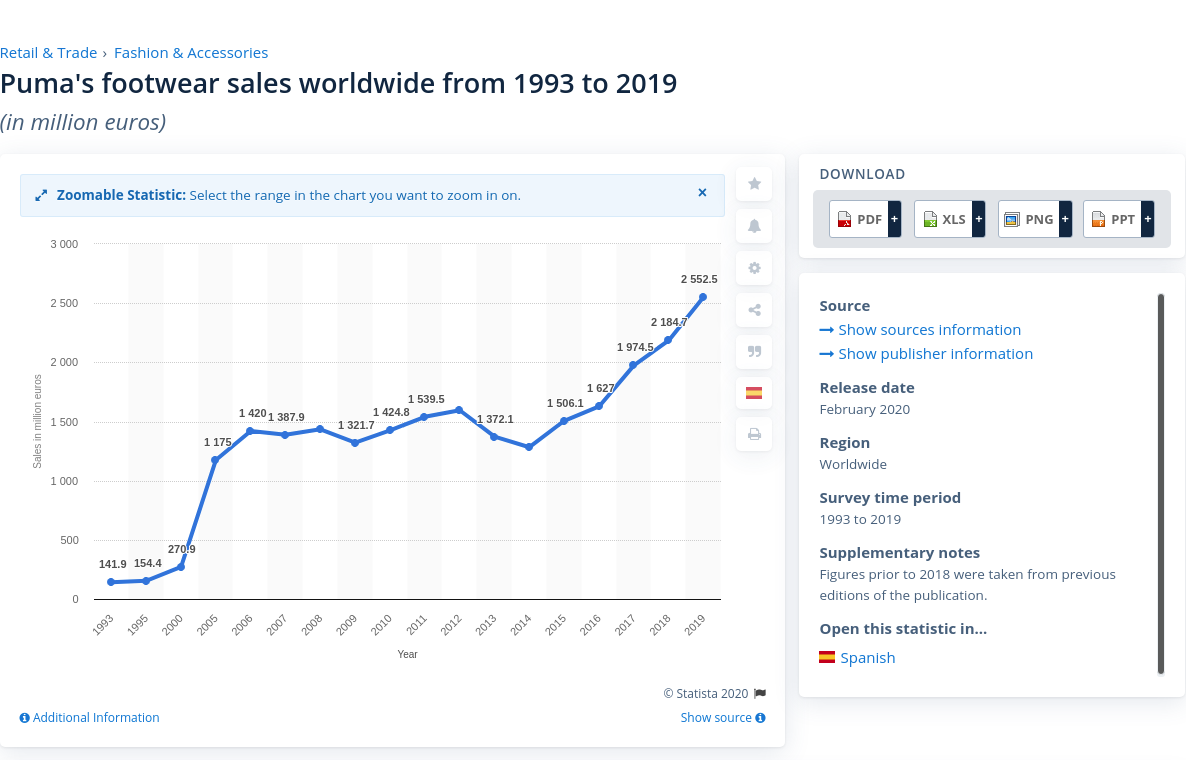 Retail & Trade › Fashion & Accessories
Puma's footwear sales worldwide from 1993 to 2019
(in million euros)
Zoomable Statistic: Select the range in the chart you want to zoom in on. ×
3 000
2 500
2 000
1 500
1 000
500
0
Sales in million euros
141.9
154.4
270.9
1 175
1 420
1 387.9
1 321.7
1 424.8
1 539.5
1 372.1
1 506.1
1 627
1 974.5
2 184.7
2 552.5
1993 1995 2000 2005 2006 2007 2008 2009 2010 2011 2012 2013 2014 2015 2016 2017 2018 2019
Year
© Statista 2020
Additional Information Show source
DOWNLOAD
PDF + XLS + PNG + PPT +
Source
Show sources information
Show publisher information
Release date
February 2020
Region
Worldwide
Survey time period
1993 to 2019
Supplementary notes
Figures prior to 2018 were taken from previous
editions of the publication.
Open this statistic in...
Spanish